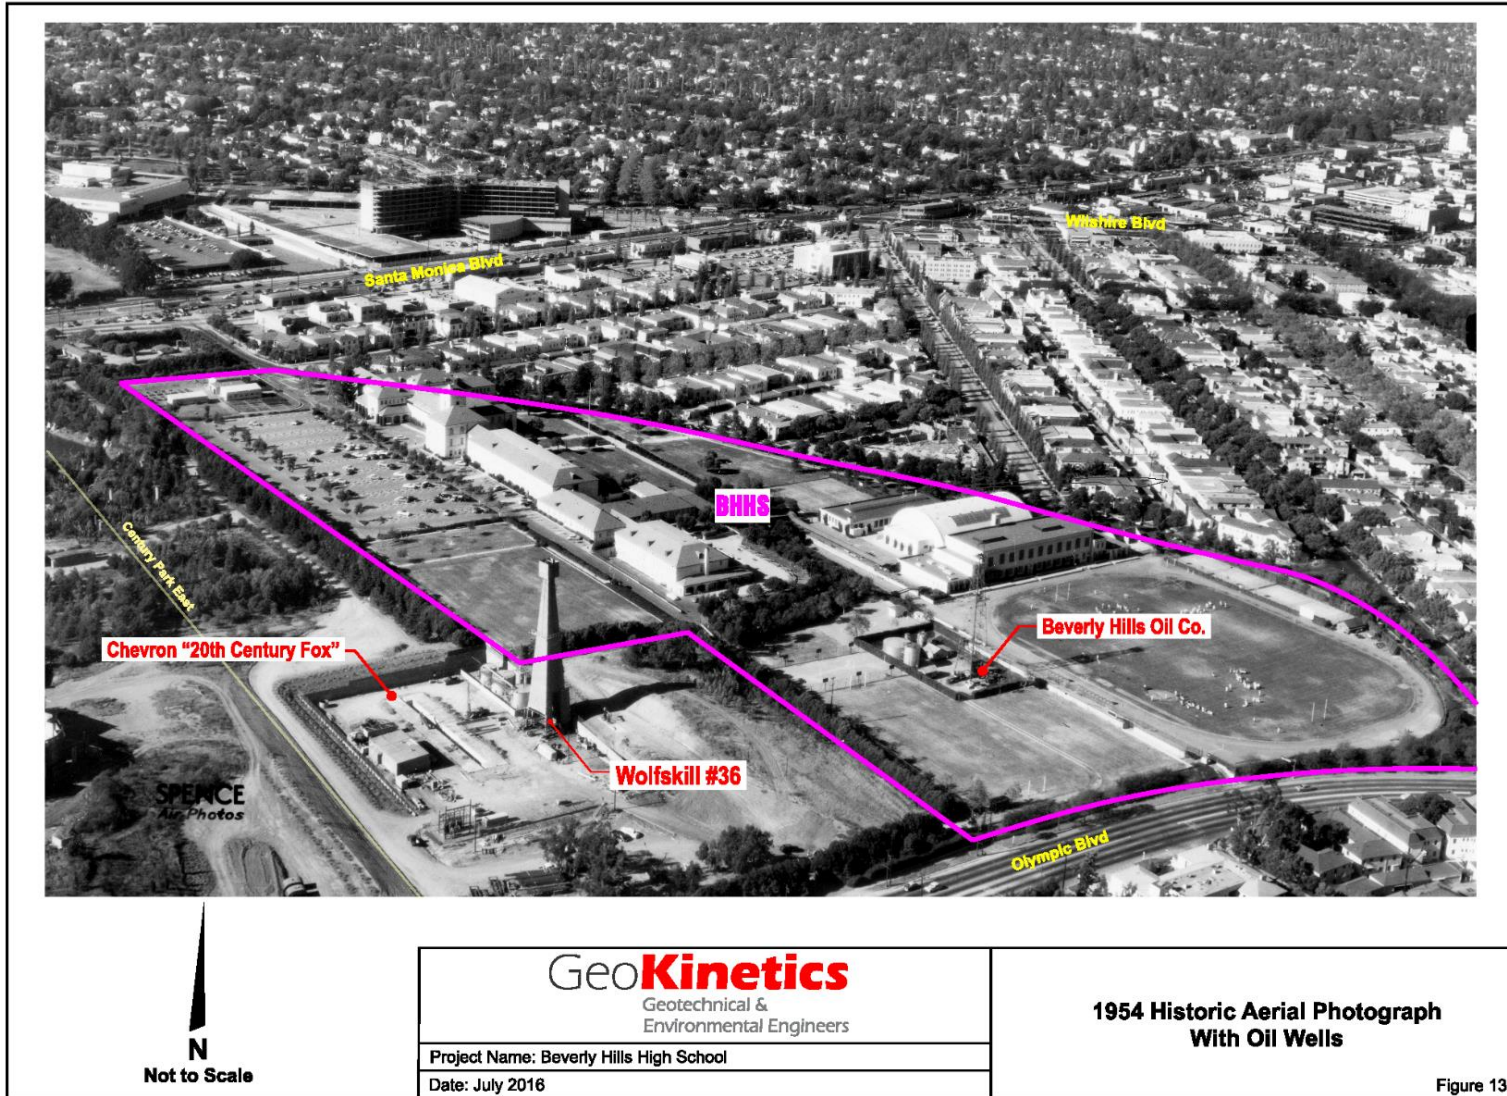 Wilshire Blvd
Santa Monica Blvd
BHHS
Century Park East
Beverly Hills Oil Co.
Chevron "20th Century Fox"
Wolfskill #36
SPENCE
Air Photos
Olympic Blvd
N
Not to Scale
GeoKinetics
Geotechnical &
Environmental Engineers
Project Name: Beverly Hills High School
Date: July 2016
1954 Historic Aerial Photograph
With Oil Wells
Figure 13